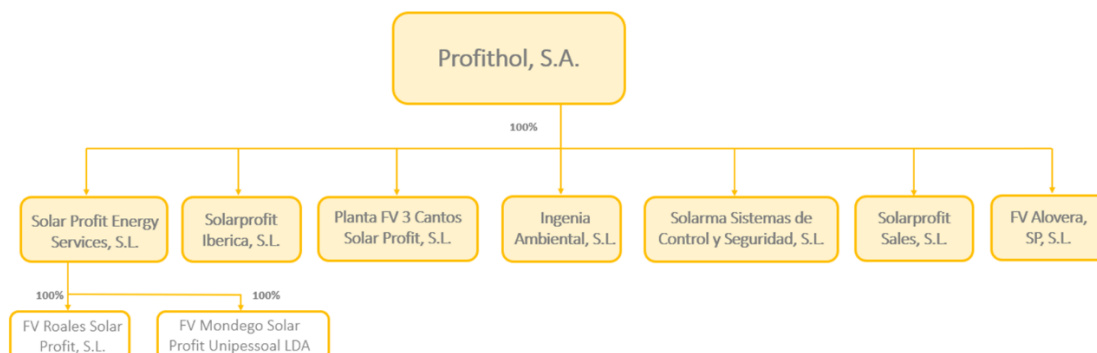 Profithol, S.A.
100%
Solar Profit Energy
Services, S.L.
Solarprofit
Iberica, S.L.
Planta FV 3 Cantos
Solar Profit, S.L.
Ingenia
Ambiental, S.L.
Solarma Sistemas de
Control y Seguridad, S.L.
Solarprofit
Sales, S.L.
FV Alovera,
SP, S.L.
100%
100%
FV Roales Solar
Profit, S.L.
FV Mondego Solar
Profit Unipessoal LDA